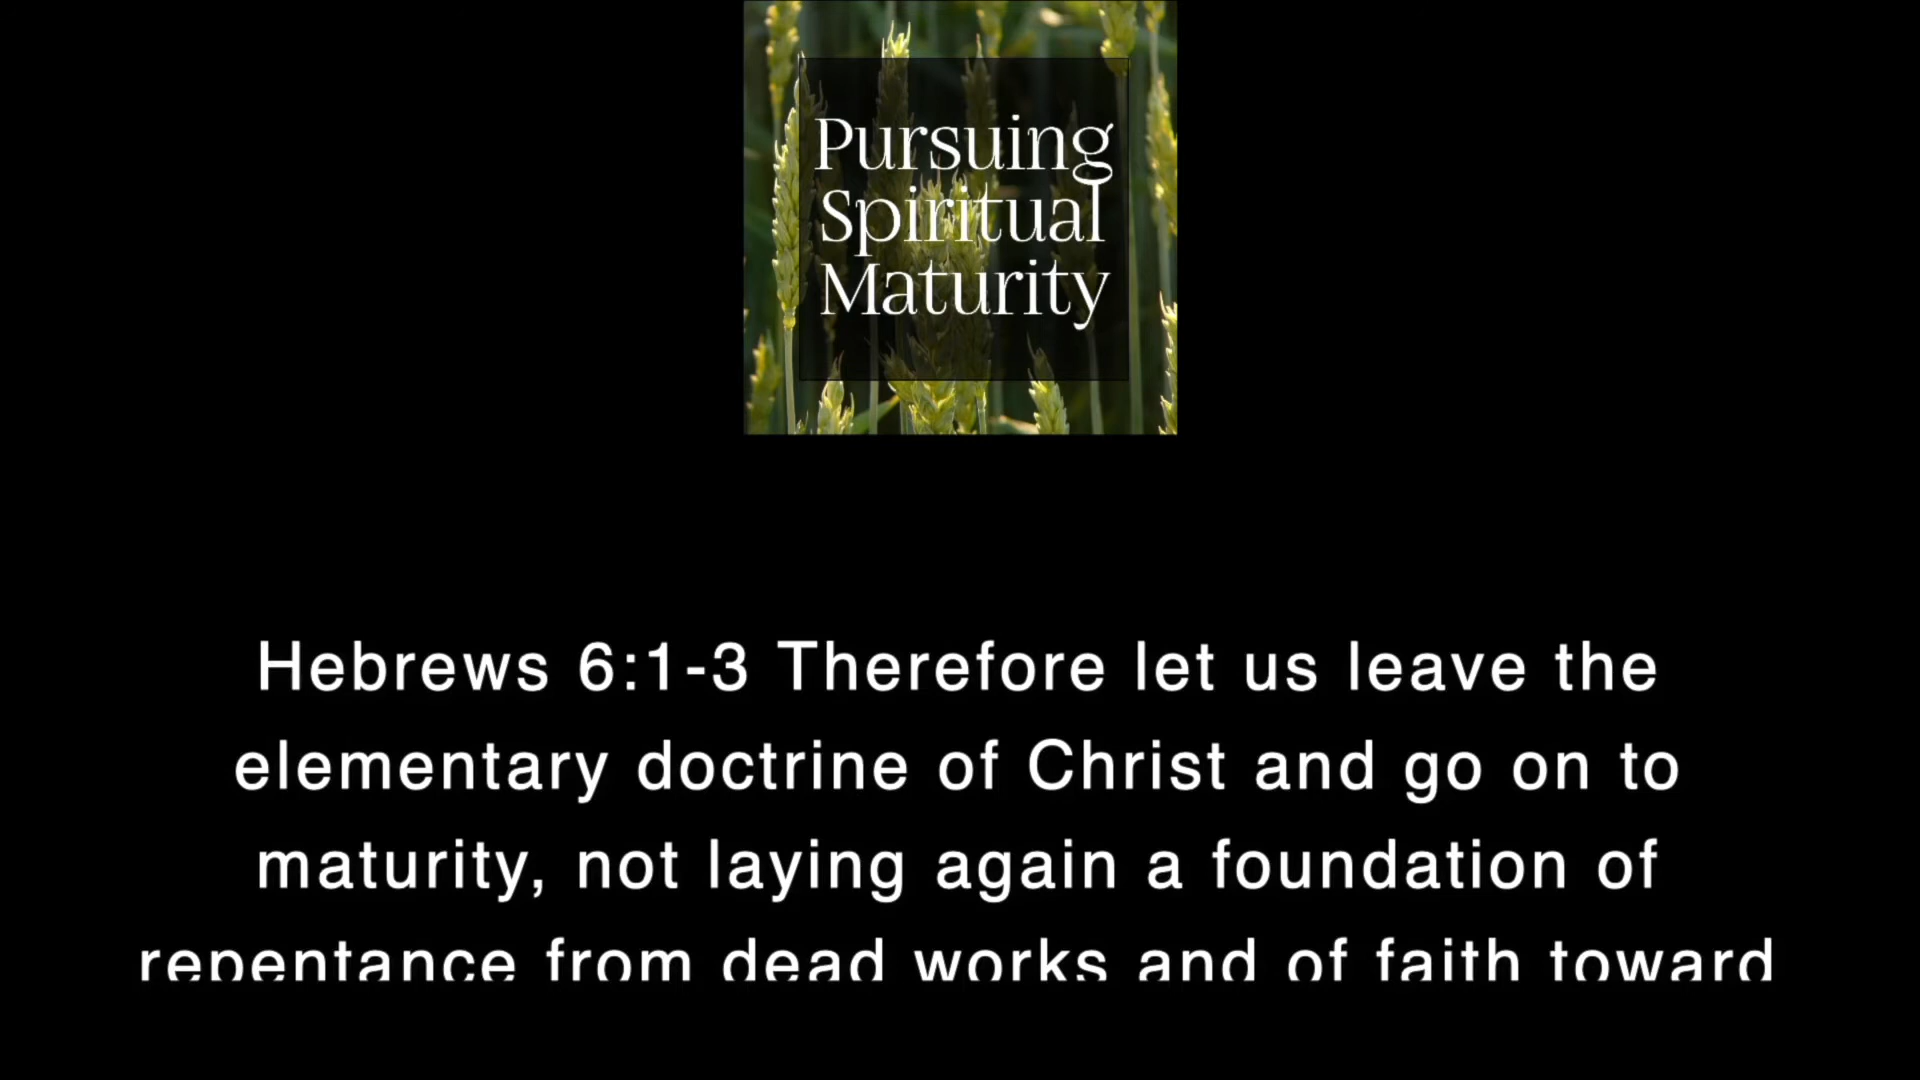 Pursuing
Spiritual
Maturity
Hebrews 6:1-3 Therefore let us leave the
elementary doctrine of Christ and go on to
maturity, not laying again a foundation of
repentance from dead works and of faith toward